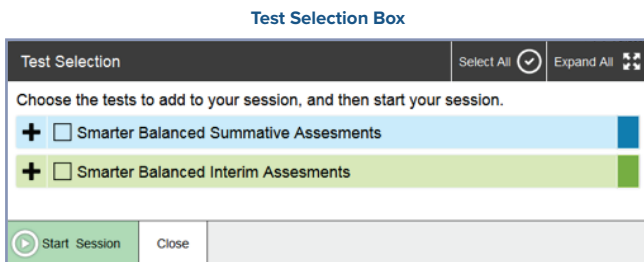 Test Selection Box
Test Selection Select All Expand All
Choose the tests to add to your session, and then start your session.
Smarter Balanced Summative Assesments
Smarter Balanced Interim Assesments
Start Session Close